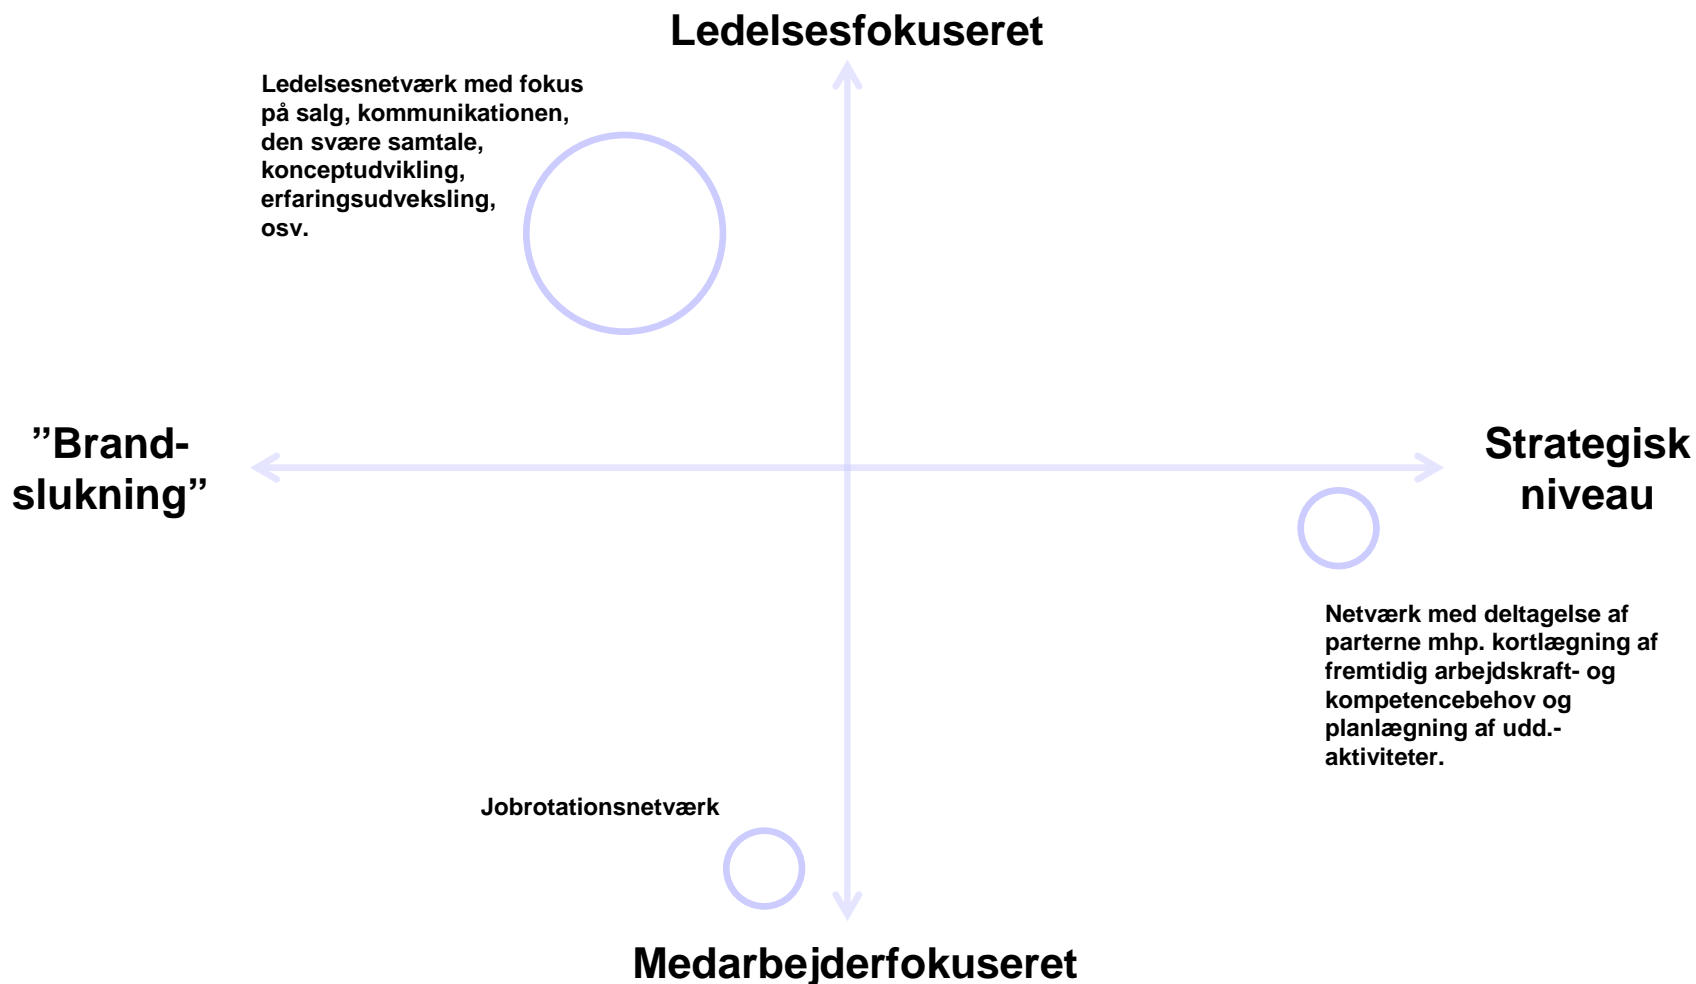 Ledelsesfokuseret
Ledelsesnetværk med fokus
på salg, kommunikationen,
den svære samtale,
konceptudvikling,
erfaringsudveksling,
osv.
”Brand-
slukning”
Strategisk
niveau
Netværk med deltagelse af
parterne mhp. kortlægning af
fremtidig arbejdskraft- og
kompetencebehov og
planlægning af udd.-
aktiviteter.
Jobrotationsnetværk
Medarbejderfokuseret